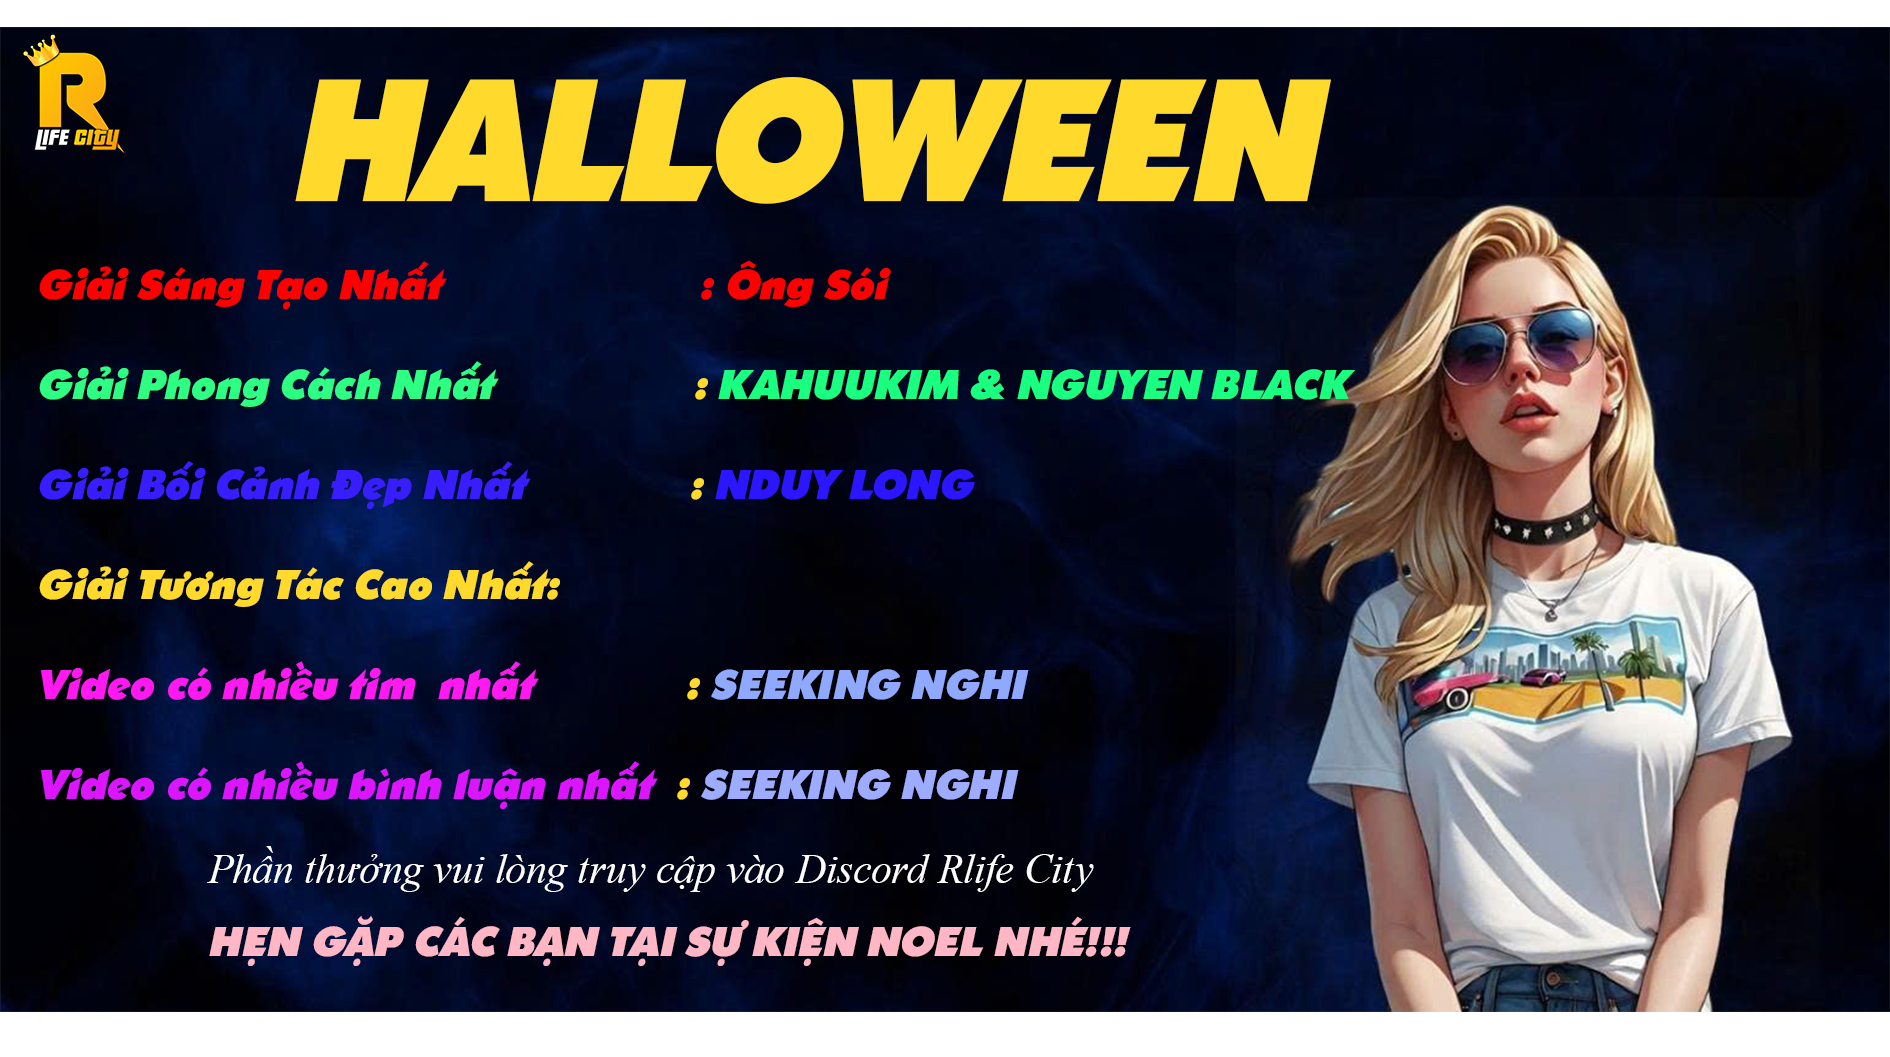 R
LIFE CITY
HALLOWEEN
Giải Sáng Tạo Nhất : Ông Sói
Giải Phong Cách Nhất : KAHUUKIM & NGUYEN BLACK
Giải Bối Cảnh Đẹp Nhất : NDUY LONG
Giải Tương Tác Cao Nhất:
Video có nhiều tim nhất : SEEKING NGHI
Video có nhiều bình luận nhất : SEEKING NGHI
Phần thưởng vui lòng truy cập vào Discord Rlife City
HẸN GẶP CÁC BẠN TẠI SỰ KIỆN NOEL NHÉ!!!